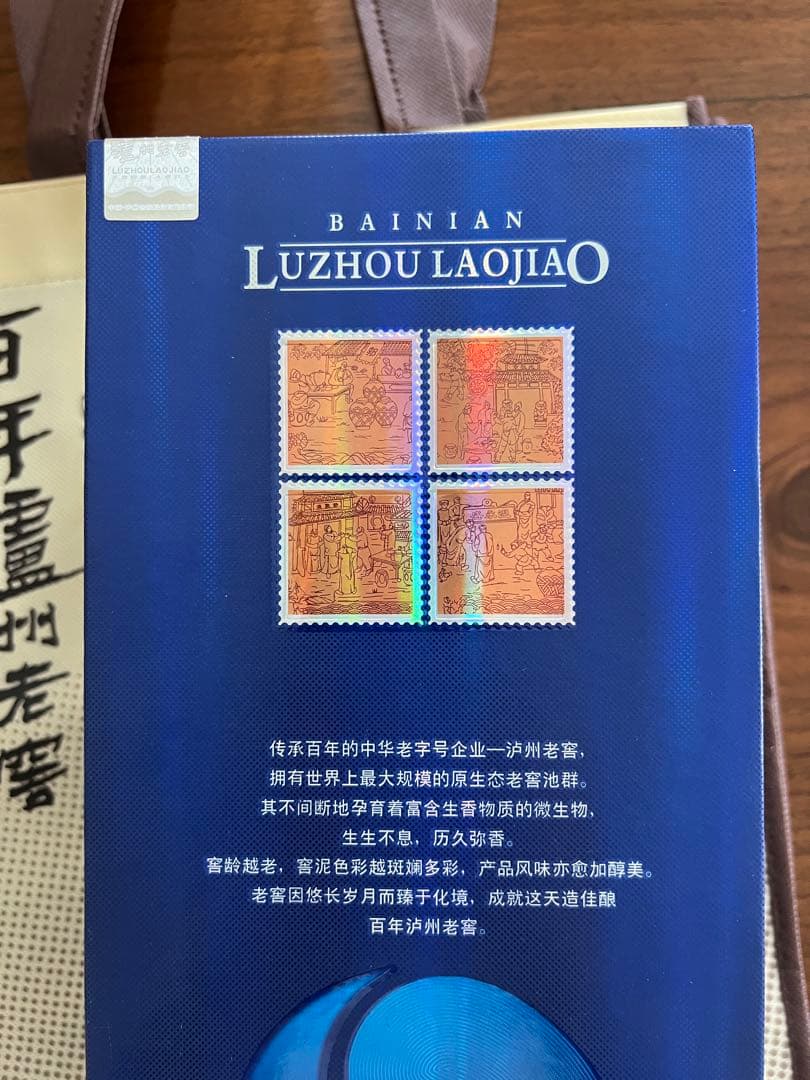 LUZHOULAOJIAO
BAINIAN
LUZHOU LAOJIAO
传承百年的中华老字号企业—泸州老窖，
拥有世界上最大规模的原生态老窖池群。
其不间断地孕育着富含生香物质的微生物，
生生不息，历久弥香。
窖龄越老，窖泥色彩越斑斓多彩，产品风味亦愈加醇美。
老窖因悠长岁月而臻于化境，成就这天造佳酿
百年泸州老窖。
百年瀘州老窖